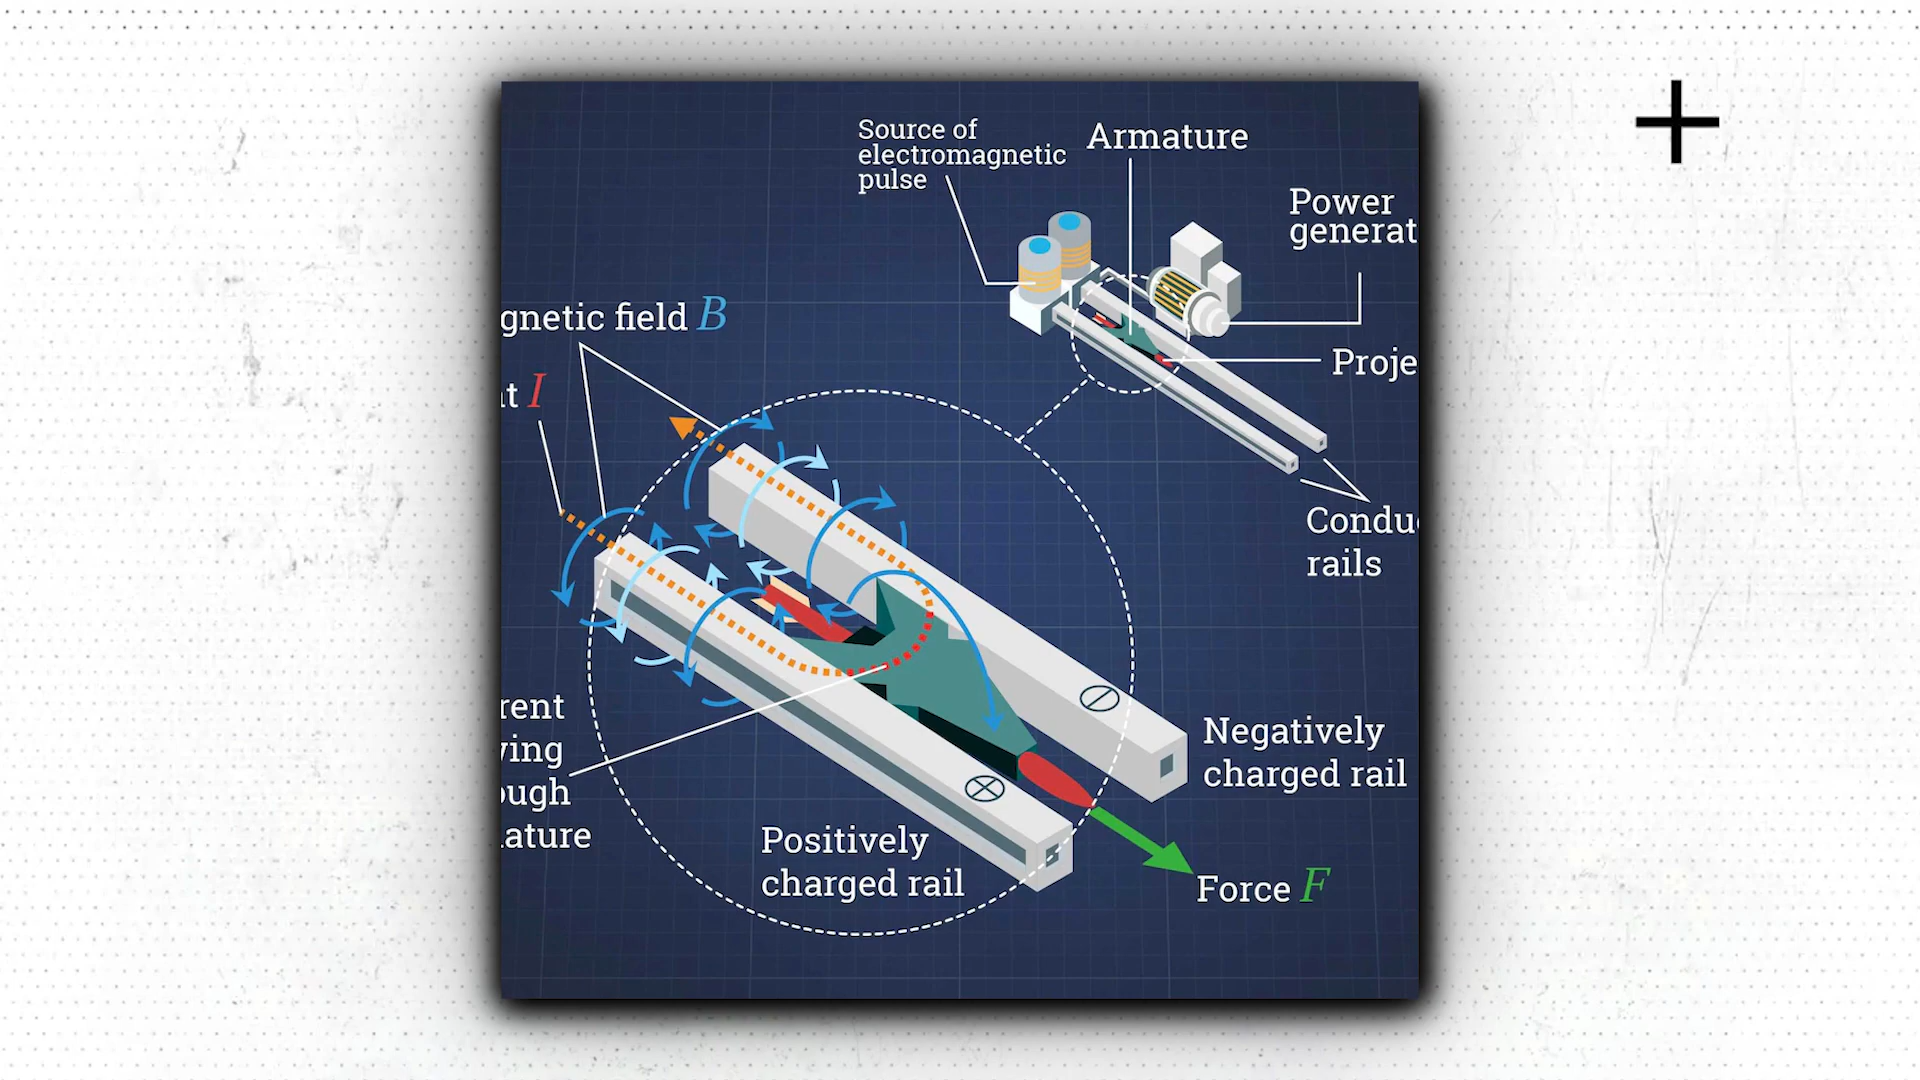 Source of
electromagnetic
pulse
Armature
Power
generat
gnetic field B
t I
Proje
Condu
rails
rent
ving
ough
ature
Negatively
charged rail
Positively
charged rail
Force F